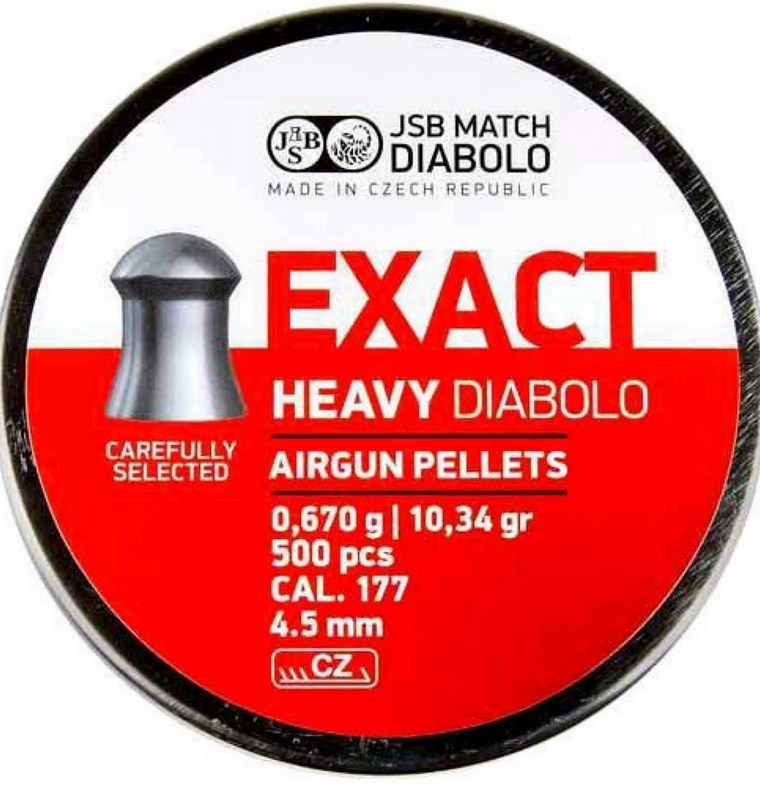 JASB
JSB MATCH
DIABOLO
MADE IN CZECH REPUBLIC
EXACT
HEAVY DIABOLO
CAREFULLY
SELECTED
AIRGUN PELLETS
0,670 g | 10,34 gr
500 pcs
CAL. 177
4.5 mm
CZ